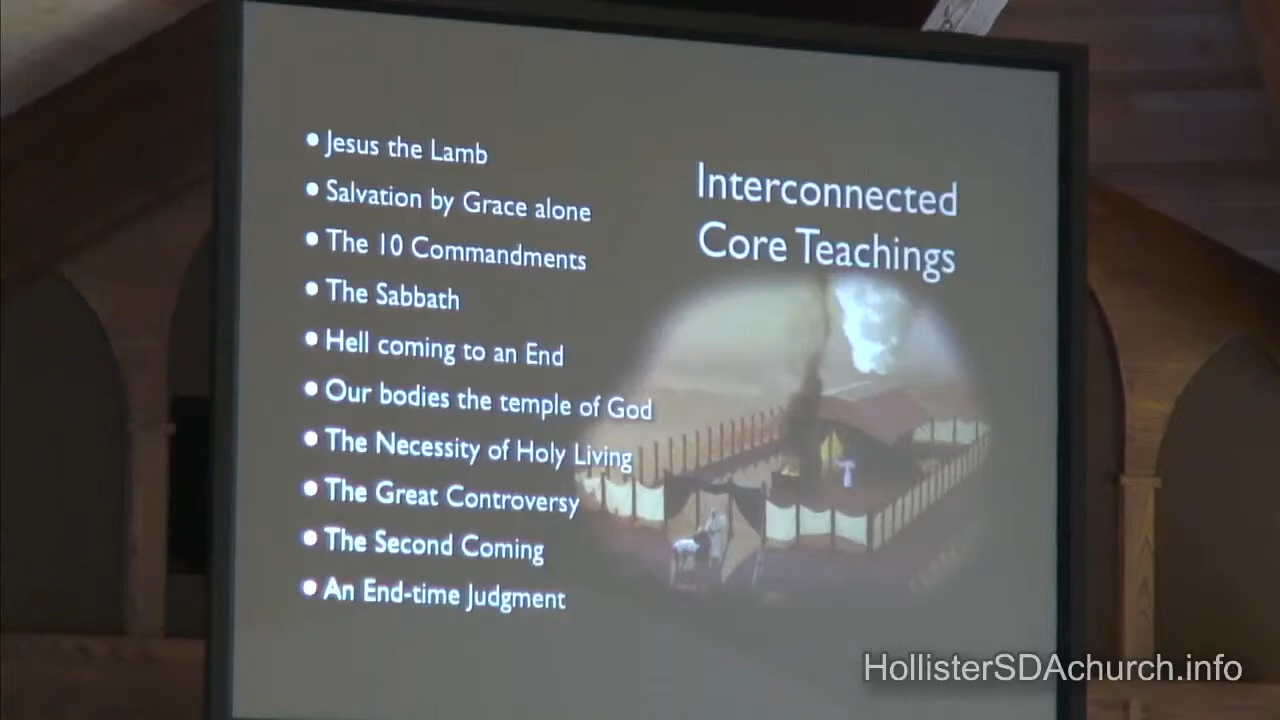 Interconnected
Core Teachings
• Jesus the Lamb
• Salvation by Grace alone
• The 10 Commandments
• The Sabbath
• Hell coming to an End
• Our bodies the temple of God
• The Necessity of Holy Living
• The Great Controversy
• The Second Coming
• An End-time Judgment
HollisterSDAchurch.info